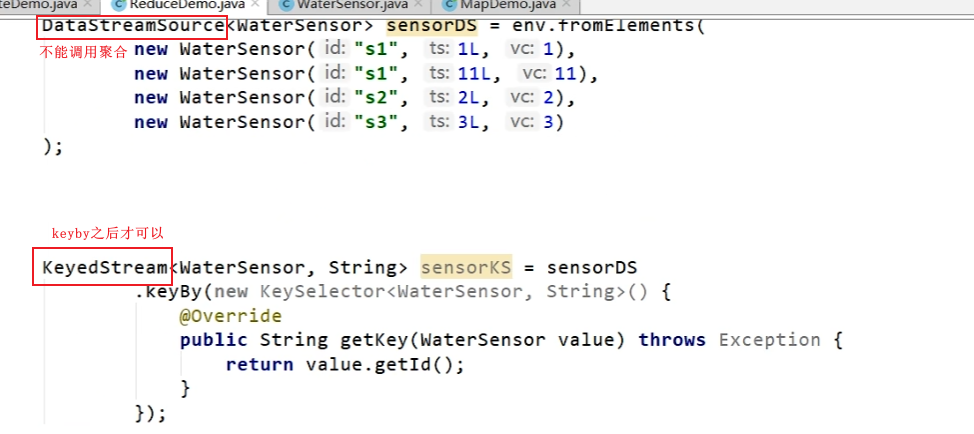 teDemo.java × ReduceDemo.java × WaterSensor.java × MapDemo.java ×
DataStreamSource<WaterSensor> sensorDS = env.fromElements(
不能调用聚合
new WaterSensor( id: "s1", ts: 1L, vc: 1),
new WaterSensor( id: "s1", ts: 11L, vc: 11),
new WaterSensor( id: "s2", ts: 2L, vc: 2),
new WaterSensor( id: "s3", ts: 3L, vc: 3)
);
keyby之后才可以
KeyedStream<WaterSensor, String> sensorKS = sensorDS
.keyBy(new KeySelector<WaterSensor, String>() {
@Override
public String getKey(WaterSensor value) throws Exception {
return value.getId();
}
});